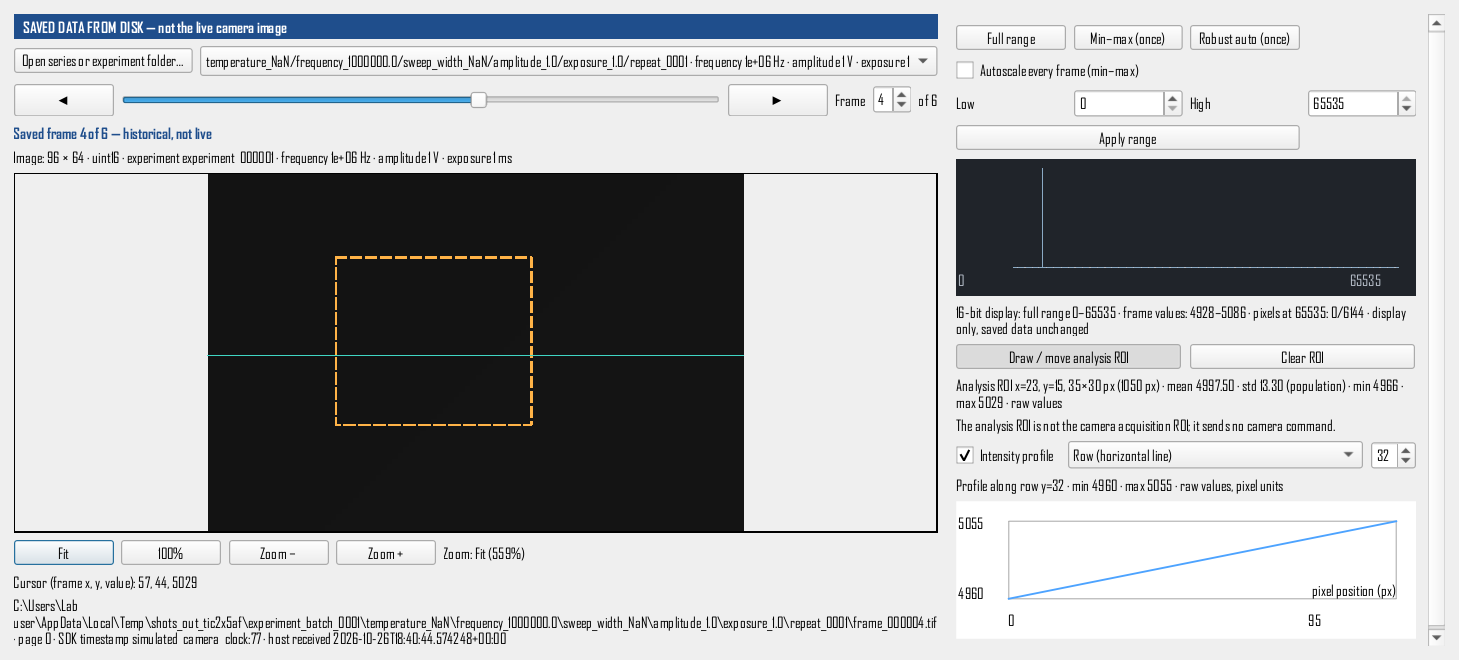 SAVED DATA FROM DISK — not the live camera image
Open series or experiment folder...
temperature_NaN/frequency_1000000.0/sweep_width_NaN/amplitude_1.0/exposure_1.0/repeat_0001 · frequency 1e+06 Hz · amplitude 1 V · exposure 1
Frame 4 of 6
Saved frame 4 of 6 — historical, not live
Image: 96 × 64 · uint16 · experiment experiment_000001 · frequency 1e+06 Hz · amplitude 1 V · exposure 1 ms
Fit
100%
Zoom −
Zoom +
Zoom: Fit (559%)
Cursor (frame x, y, value): 57, 44, 5029
C:\Users\Lab
user\AppData\Local\Temp\shots_out_tic2x5af\experiment_batch_0001\temperature_NaN\frequency_1000000.0\sweep_width_NaN\amplitude_1.0\exposure_1.0\repeat_0001\frame_000004.tif
· page 0 · SDK timestamp simulated_camera_clock:77 · host received 2026-10-26T18:40:44.574248+00:00
Full range
Min–max (once)
Robust auto (once)
Autoscale every frame (min–max)
Low 0 High 65535
Apply range
0 65535
16-bit display: full range 0–65535 · frame values: 4928–5086 · pixels at 65535: 0/6144 · display
only, saved data unchanged
Draw / move analysis ROI
Clear ROI
Analysis ROI x=23, y=15, 35×30 px (1050 px) · mean 4997.50 · std 13.30 (population) · min 4966 ·
max 5029 · raw values
The analysis ROI is not the camera acquisition ROI; it sends no camera command.
Intensity profile
Row (horizontal line)
32
Profile along row y=32 · min 4960 · max 5055 · raw values, pixel units
5055
4960
pixel position (px)
0 95